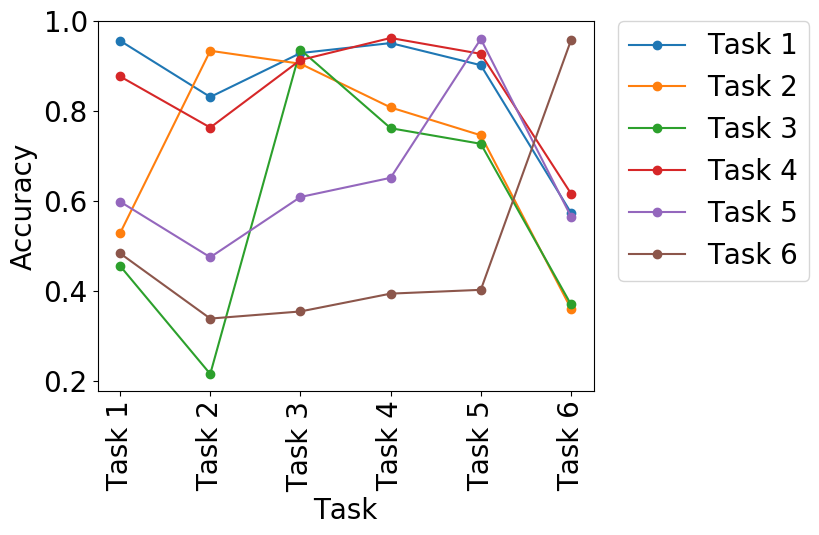 1.0
0.8
0.6
0.4
0.2
Accuracy
Task 1
Task 2
Task 3
Task 4
Task 5
Task 6
Task
Task 1
Task 2
Task 3
Task 4
Task 5
Task 6